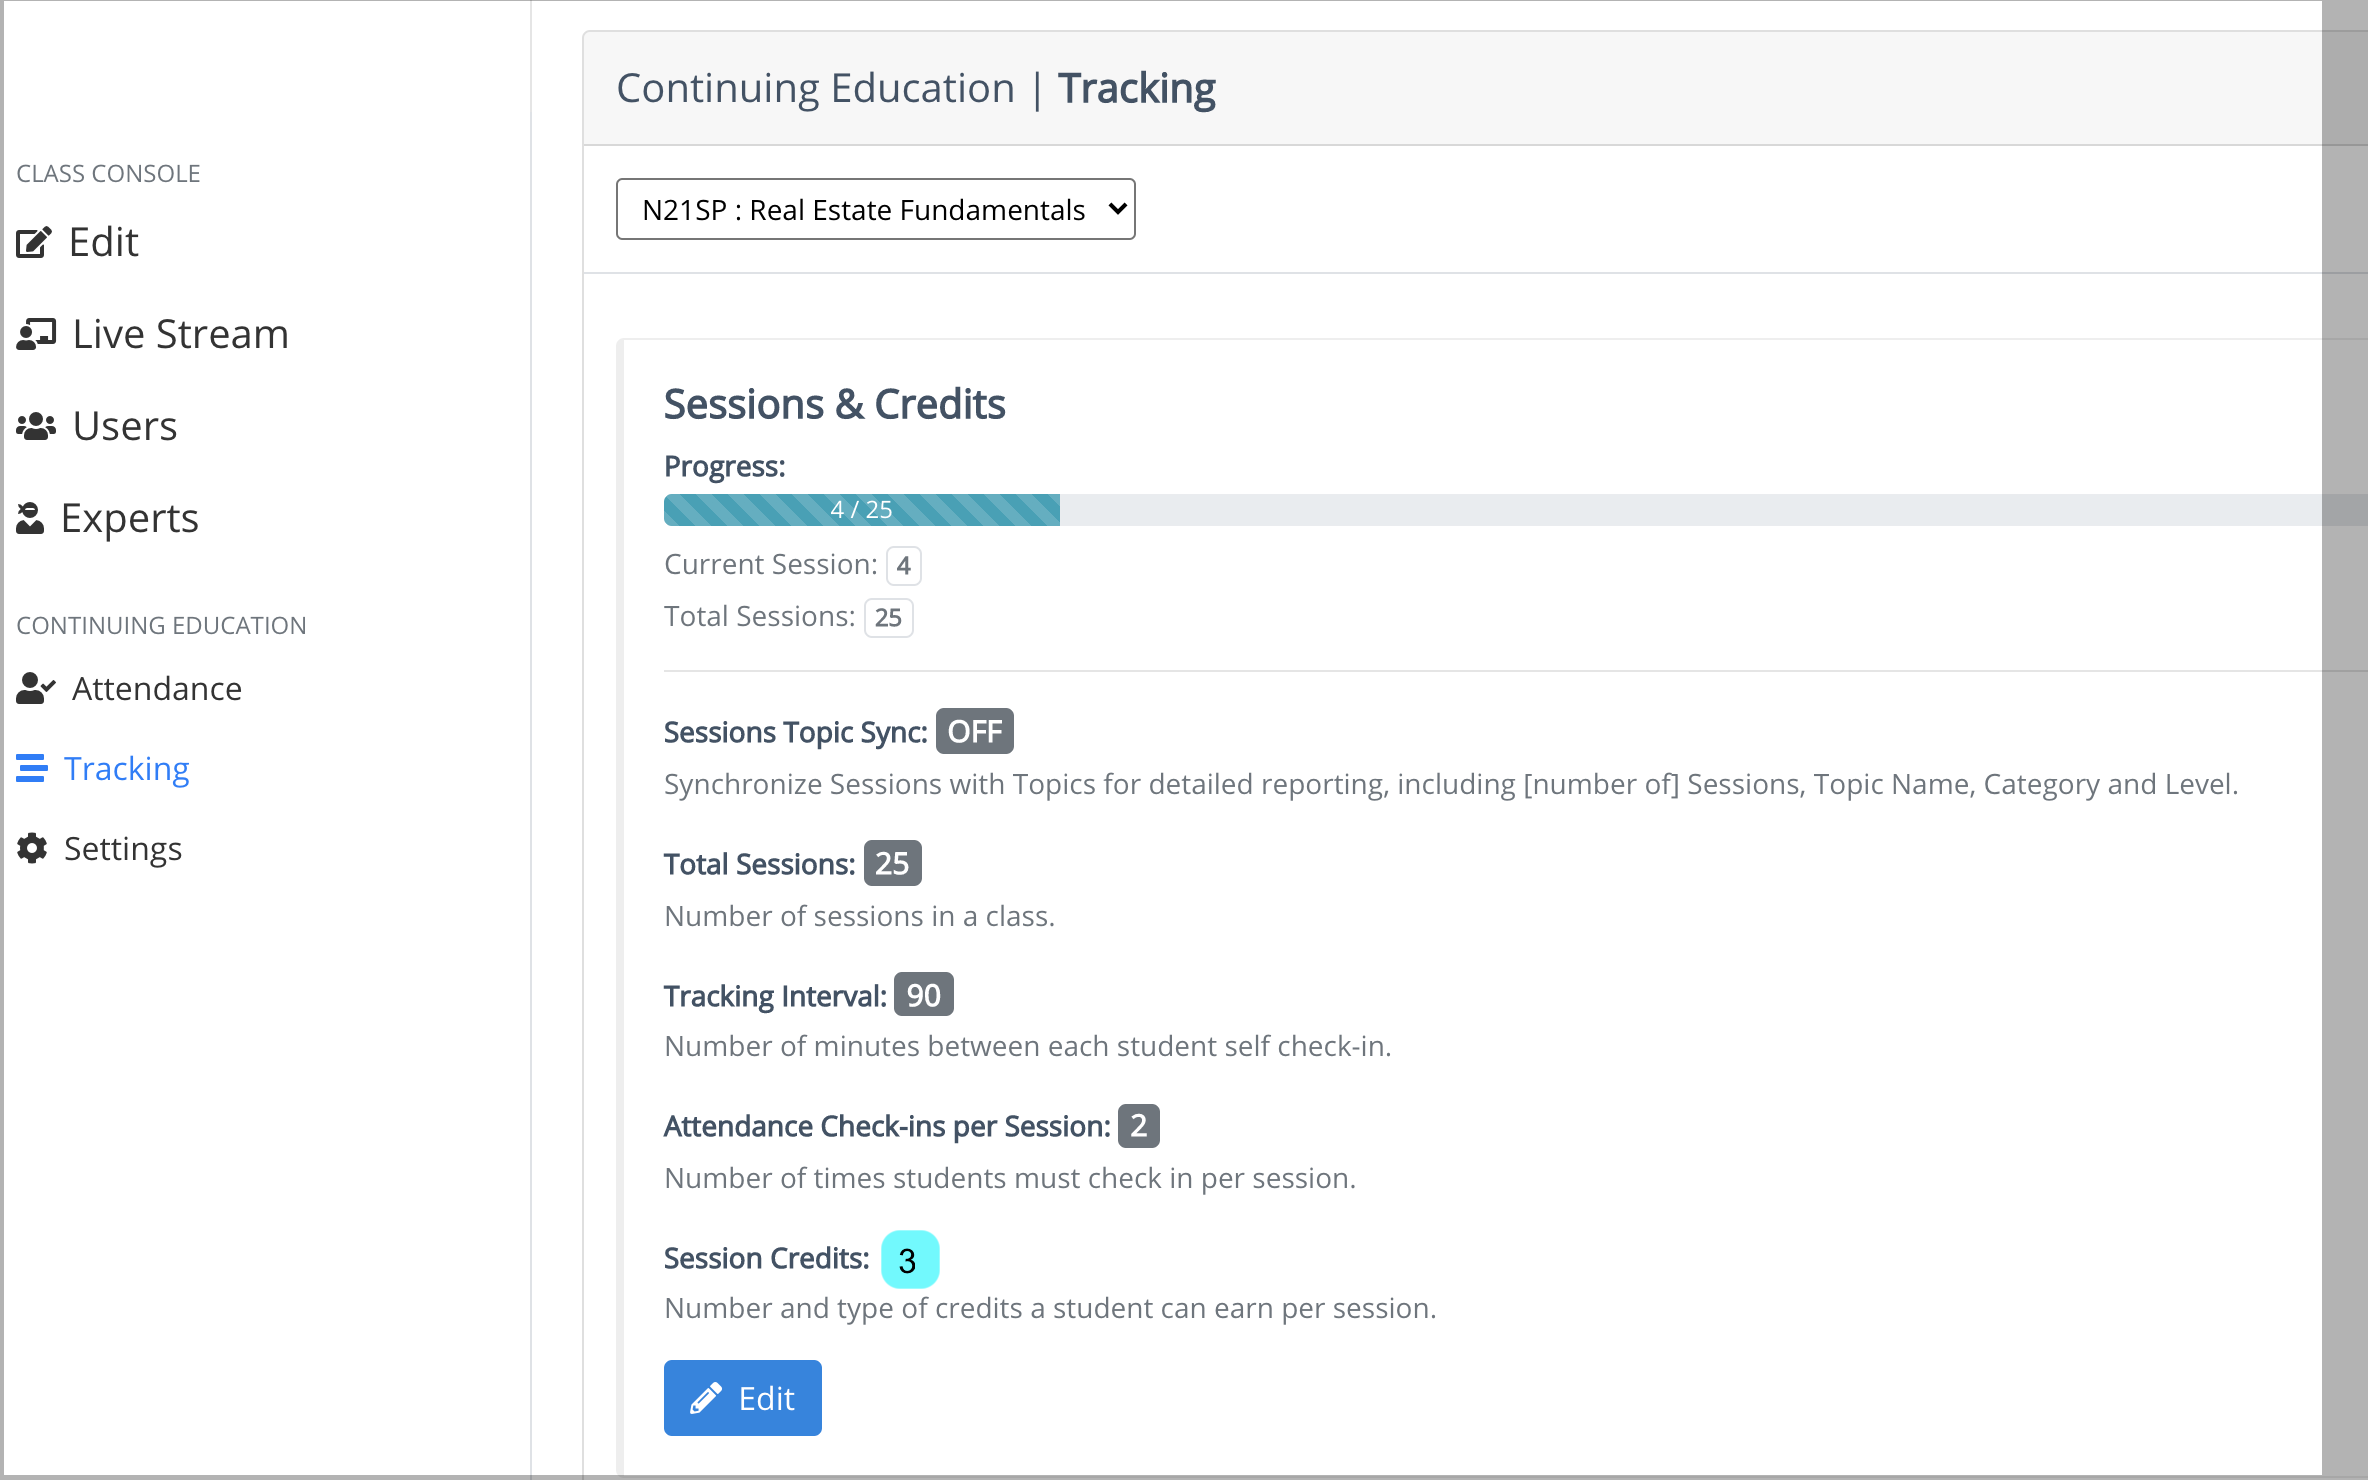 CLASS CONSOLE
Edit
Live Stream
Users
Experts
CONTINUING EDUCATION
Attendance
Tracking
Settings
Continuing Education | Tracking
N21SP : Real Estate Fundamentals
Sessions & Credits
Progress:
4 / 25
Current Session: 4
Total Sessions: 25
Sessions Topic Sync: OFF
Synchronize Sessions with Topics for detailed reporting, including [number of] Sessions, Topic Name, Category and Level.
Total Sessions: 25
Number of sessions in a class.
Tracking Interval: 90
Number of minutes between each student self check-in.
Attendance Check-ins per Session: 2
Number of times students must check in per session.
Session Credits: 3
Number and type of credits a student can earn per session.
Edit